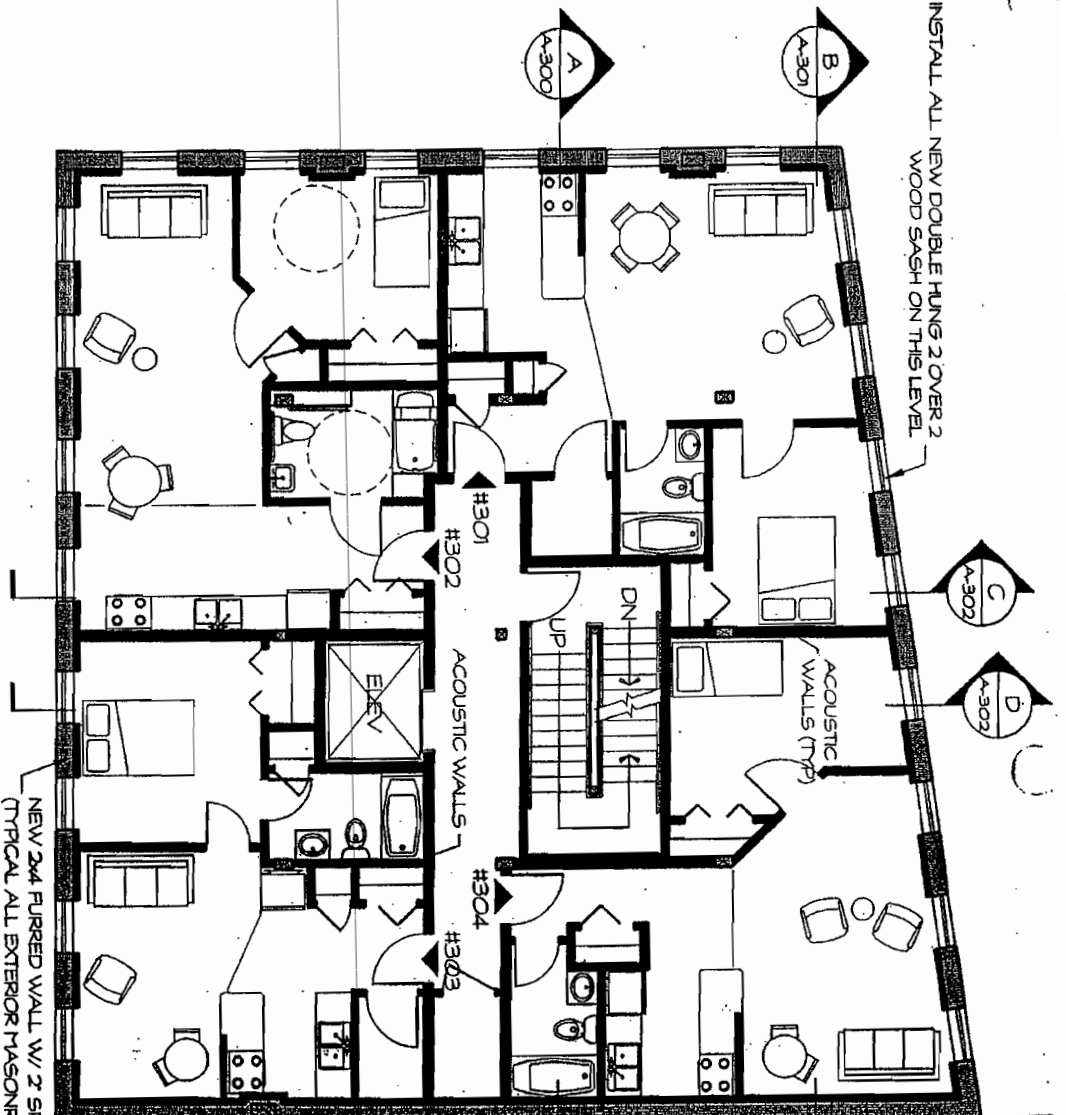 INSTALL ALL NEW DOUBLE HUNG 2 OVER 2
WOOD SASH ON THIS LEVEL
A
A-300
B
A-301
C
A-302
D
A-302
#301
#302
#303
#304
DN
UP
ELEV
ACOUSTIC WALLS
ACOUSTIC
WALLS (TYP)
NEW 2x4 FURRED WALL W/ 2"
(TYPICAL ALL EXTERIOR